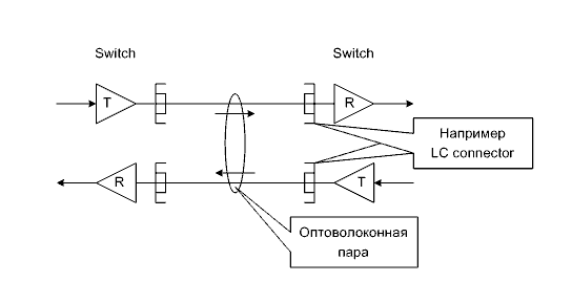 Switch
Switch
T
R
Например
LC connector
R
T
Оптоволоконная
пара